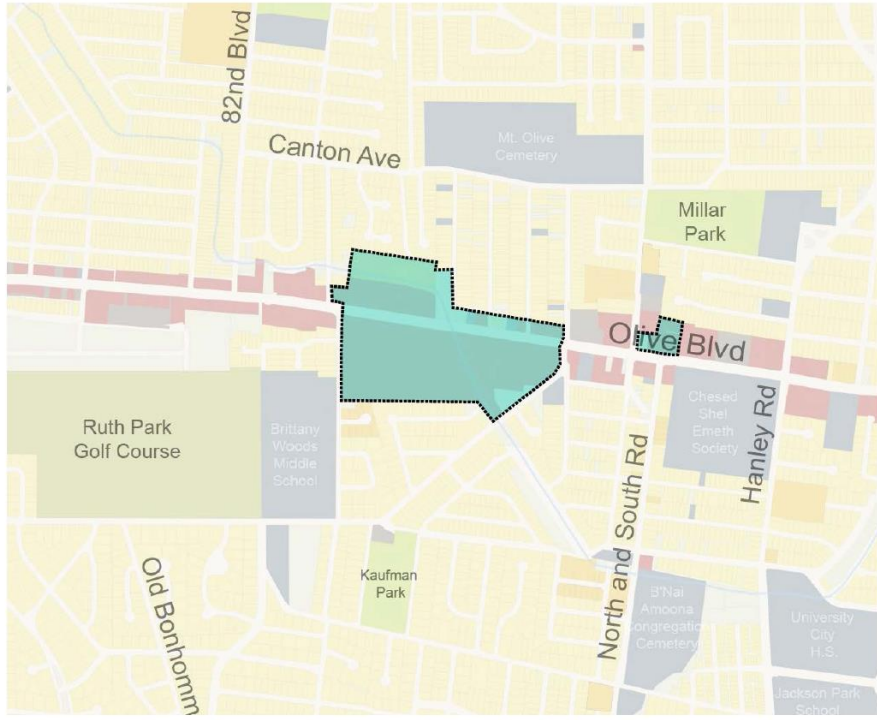 82nd Blvd
Canton Ave
Mt. Olive
Cemetery
Millar
Park
Olive Blvd
Ruth Park
Golf Course
Brittany
Woods
Middle
School
Chesed
Shel
Emeth
Society
Hanley Rd
North and South Rd
Kaufman
Park
Old Bonhomm
B'Nai
Amoona
Congregation
Cemetery
University
City
H.S.
Jackson Park
School